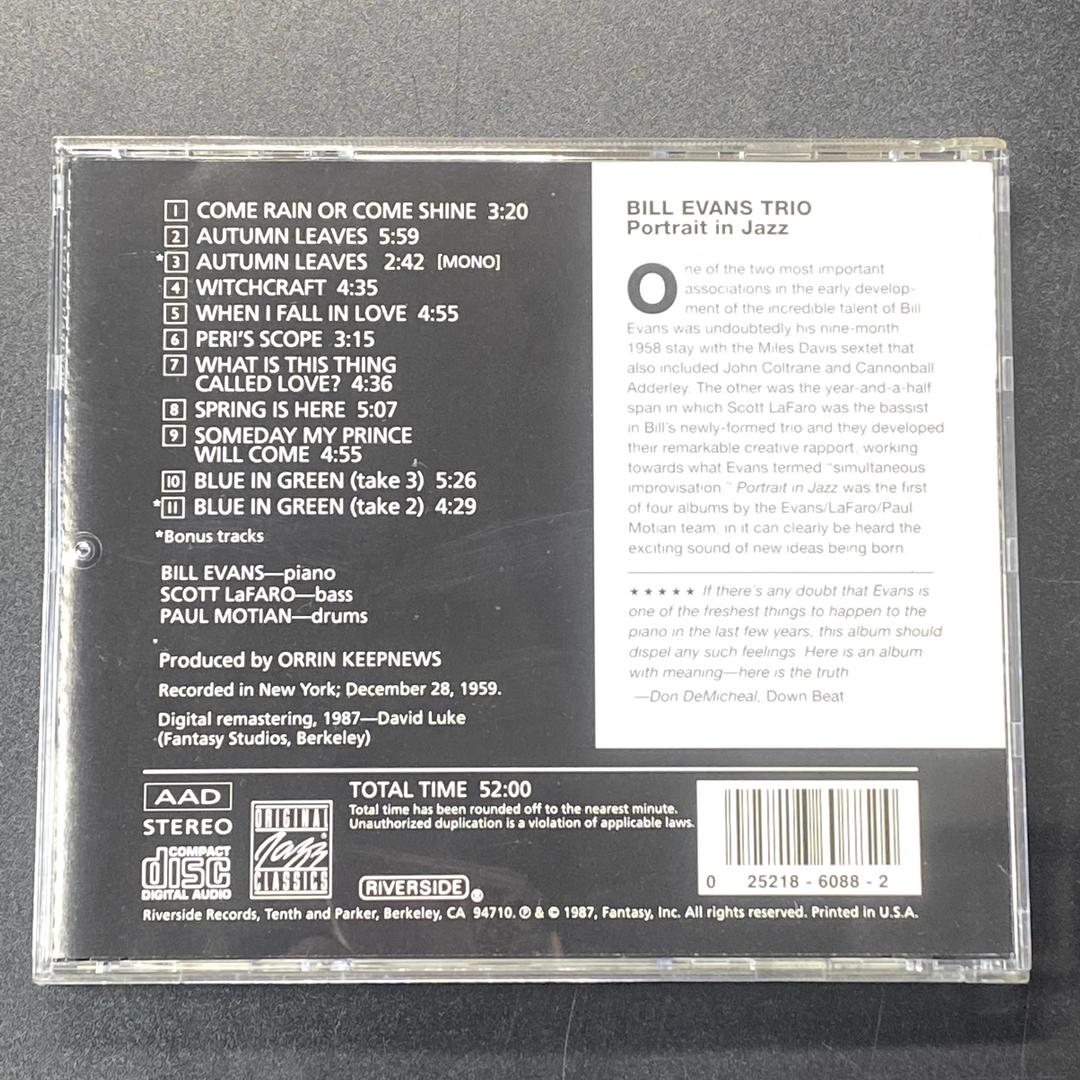 1 COME RAIN OR COME SHINE 3:20
2 AUTUMN LEAVES 5:59
*3 AUTUMN LEAVES 2:42 [MONO]
4 WITCHCRAFT 4:35
5 WHEN I FALL IN LOVE 4:55
6 PERI'S SCOPE 3:15
7 WHAT IS THIS THING
CALLED LOVE? 4:36
8 SPRING IS HERE 5:07
9 SOMEDAY MY PRINCE
WILL COME 4:55
10 BLUE IN GREEN (take 3) 5:26
*11 BLUE IN GREEN (take 2) 4:29
*Bonus tracks
BILL EVANS—piano
SCOTT LaFARO—bass
PAUL MOTIAN—drums
Produced by ORRIN KEEPNEWS
Recorded in New York; December 28, 1959.
Digital remastering, 1987—David Luke
(Fantasy Studios, Berkeley)
BILL EVANS TRIO
Portrait in Jazz
One of the two most important
associations in the early develop-
ment of the incredible talent of Bill
Evans was undoubtedly his nine-month
1958 stay with the Miles Davis sextet that
also included John Coltrane and Cannonball
Adderley. The other was the year-and-a-half
span in which Scott LaFaro was the bassist
in Bill's newly-formed trio and they developed
their remarkable creative rapport, working
towards what Evans termed "simultaneous
improvisation." Portrait in Jazz was the first
of four albums by the Evans/LaFaro/Paul
Motian team; in it can clearly be heard the
exciting sound of new ideas being born.
★★★★★ If there's any doubt that Evans is
one of the freshest things to happen to the
piano in the last few years, this album should
dispel any such feelings. Here is an album
with meaning—here is the truth.
—Don DeMicheal, Down Beat
AAD
STEREO
COMPACT
disc
DIGITAL AUDIO
ORIGINAL
Jazz
CLASSICS
TOTAL TIME 52:00
Total time has been rounded off to the nearest minute.
Unauthorized duplication is a violation of applicable laws.
RIVERSIDE®
0 25218 - 6088 - 2
Riverside Records, Tenth and Parker, Berkeley, CA 94710. ℗ & © 1987, Fantasy, Inc. All rights reserved. Printed in U.S.A.